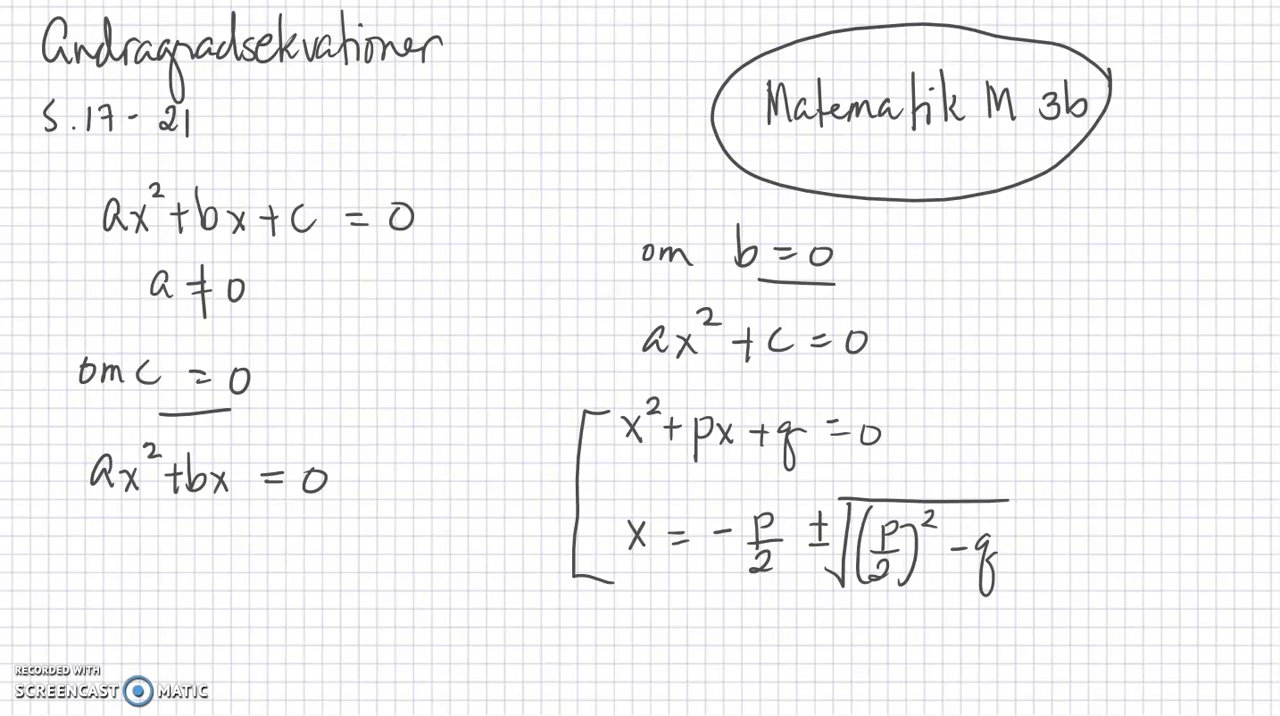 Andragradsekvationer
s. 17 - 21
ax² + bx + c = 0
a ≠ 0
om c = 0
ax² + bx = 0
Matematik M 3b
om b = 0
ax² + c = 0
x² + px + q = 0
x = - p/2 ± √((p/2)² - q)
RECORDED WITH
SCREENCAST MATIC